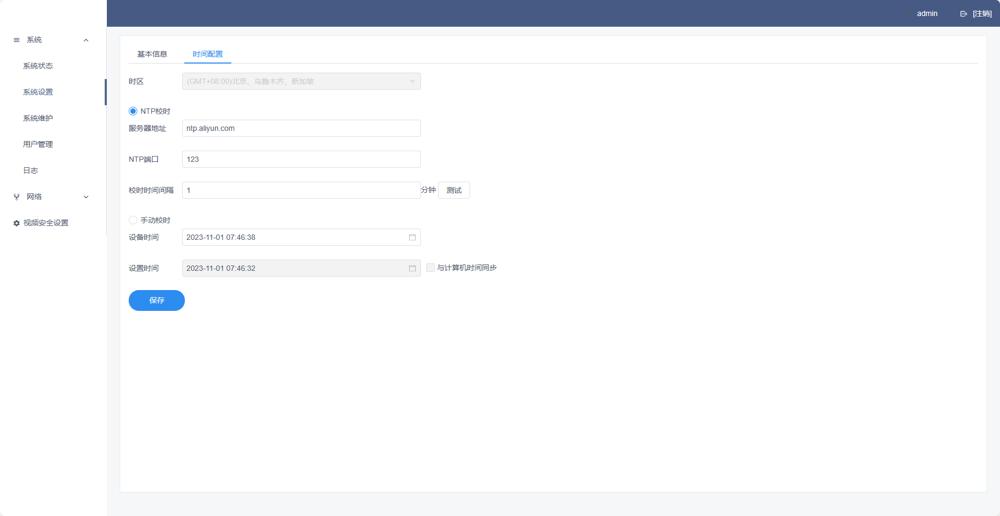 admin
[注销]
系统
系统状态
系统设置
系统维护
用户管理
日志
网络
视频安全设置
基本信息
时间配置
时区
(GMT+08:00)北京、乌鲁木齐、新加坡
NTP校时
服务器地址
ntp.aliyun.com
NTP端口
123
校时时间间隔
1
分钟
测试
手动校时
设备时间
2023-11-01 07:46:38
设置时间
2023-11-01 07:46:32
与计算机时间同步
保存